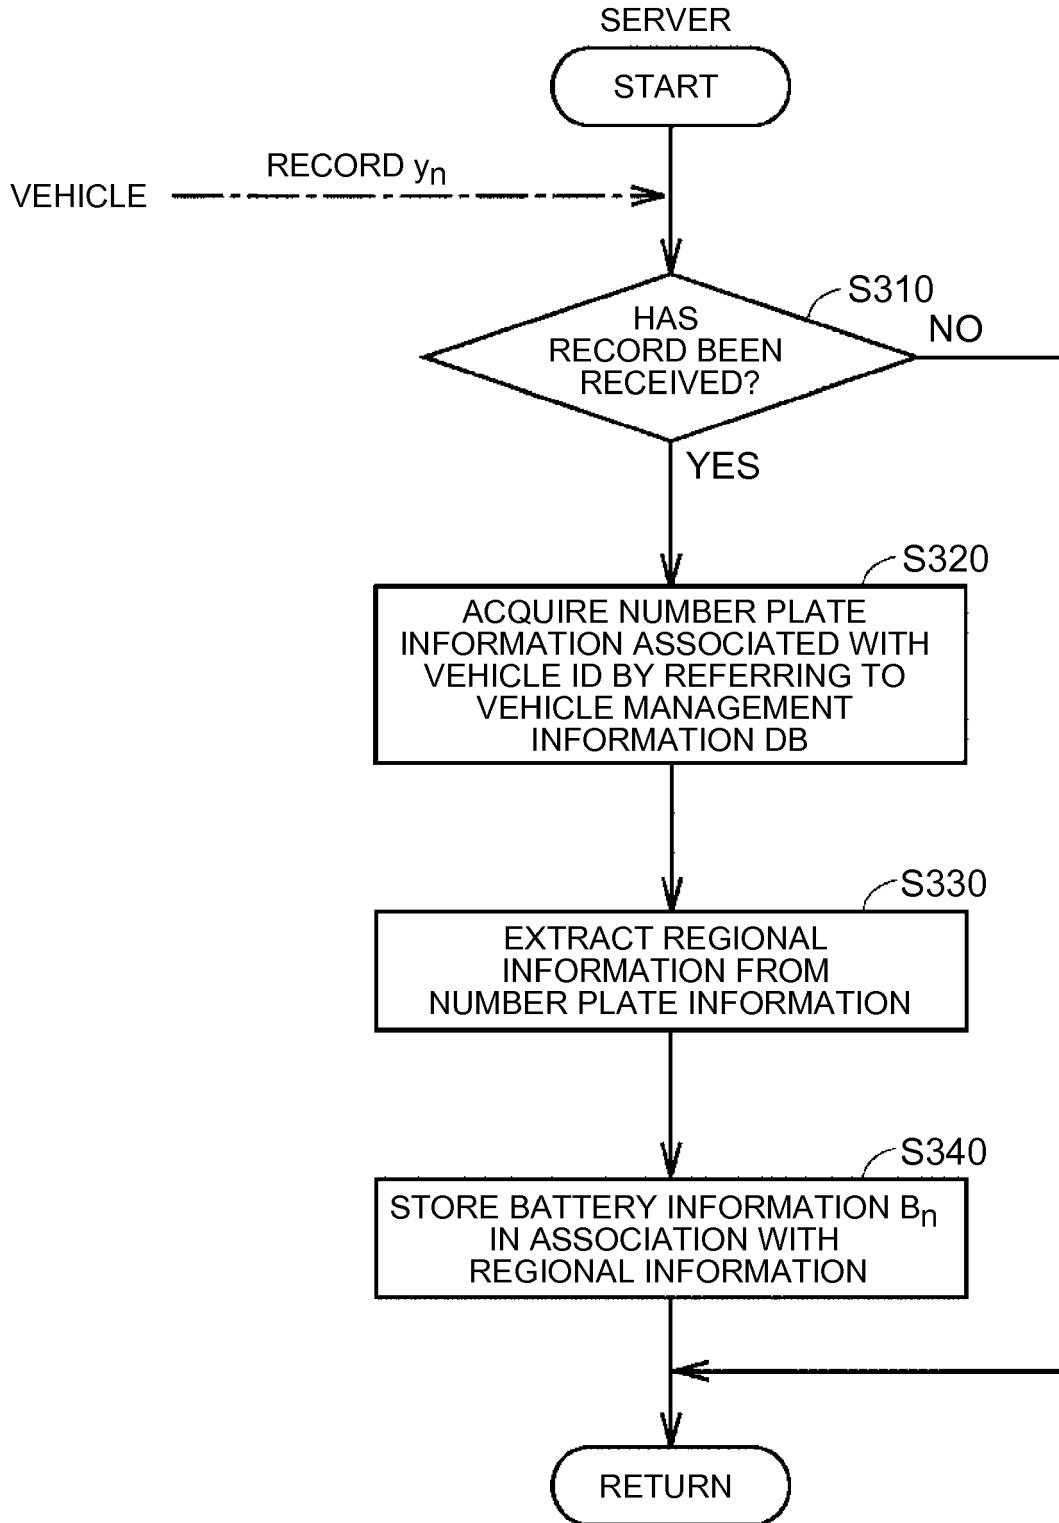 SERVER
START
RECORD yn
VEHICLE
S310
HAS
RECORD BEEN
RECEIVED?
NO
YES
S320
ACQUIRE NUMBER PLATE
INFORMATION ASSOCIATED WITH
VEHICLE ID BY REFERRING TO
VEHICLE MANAGEMENT
INFORMATION DB
S330
EXTRACT REGIONAL
INFORMATION FROM
NUMBER PLATE INFORMATION
S340
STORE BATTERY INFORMATION Bn
IN ASSOCIATION WITH
REGIONAL INFORMATION
RETURN